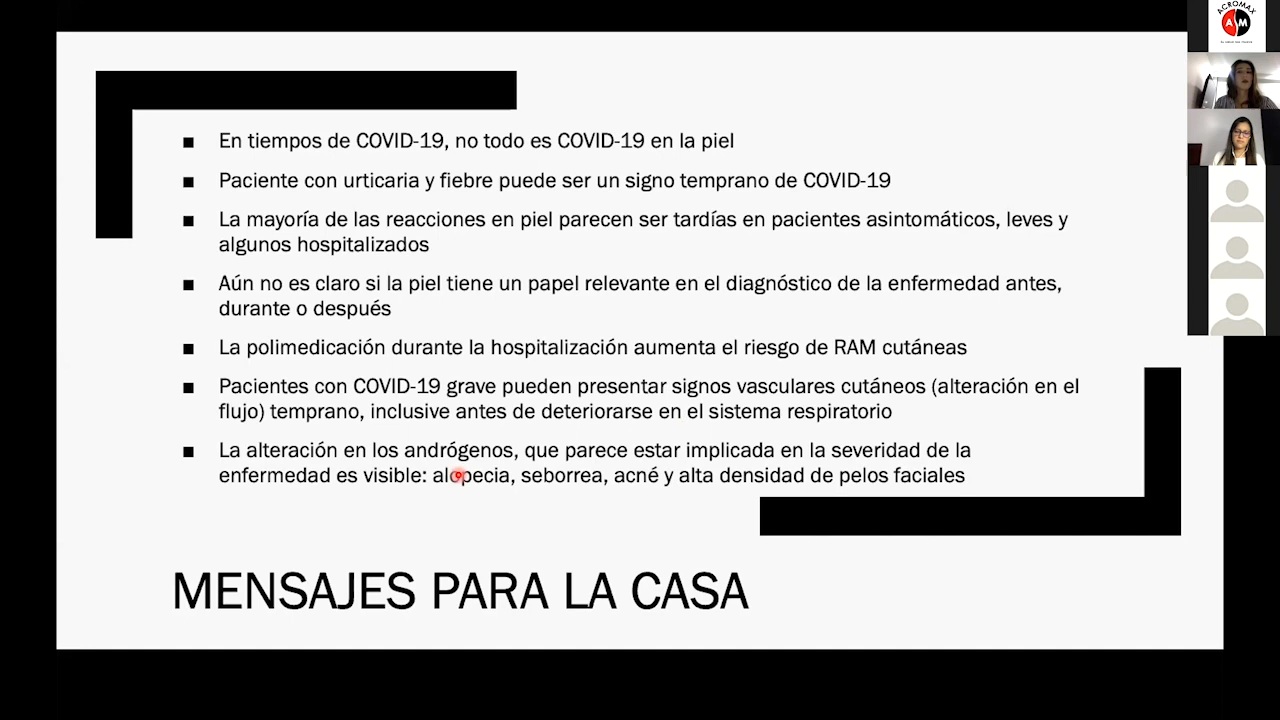 En tiempos de COVID-19, no todo es COVID-19 en la piel
Paciente con urticaria y fiebre puede ser un signo temprano de COVID-19
La mayoría de las reacciones en piel parecen ser tardías en pacientes asintomáticos, leves y
algunos hospitalizados
Aún no es claro si la piel tiene un papel relevante en el diagnóstico de la enfermedad antes,
durante o después
La polimedicación durante la hospitalización aumenta el riesgo de RAM cutáneas
Pacientes con COVID-19 grave pueden presentar signos vasculares cutáneos (alteración en el
flujo) temprano, inclusive antes de deteriorarse en el sistema respiratorio
La alteración en los andrógenos, que parece estar implicada en la severidad de la
enfermedad es visible: alopecia, seborrea, acné y alta densidad de pelos faciales
MENSAJES PARA LA CASA
ACROMAX
A M